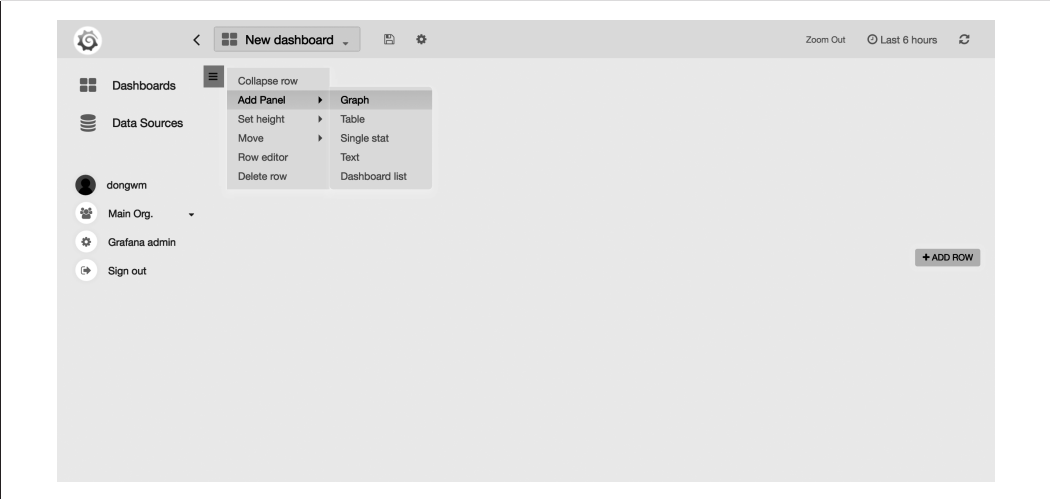 New dashboard
Zoom Out
Last 6 hours
Dashboards
Data Sources
dongwm
Main Org.
Grafana admin
Sign out
Collapse row
Add Panel
Set height
Move
Row editor
Delete row
Graph
Table
Single stat
Text
Dashboard list
+ ADD ROW